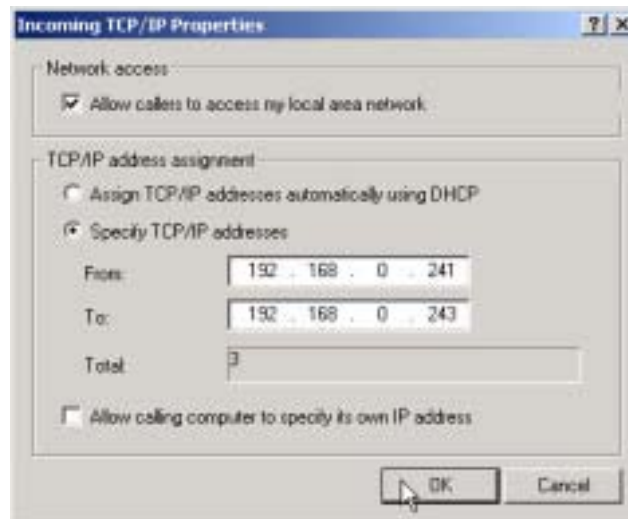 Incoming TCP/IP Properties
Network access
Allow callers to access my local area network
TCP/IP address assignment
Assign TCP/IP addresses automatically using DHCP
Specify TCP/IP addresses
From: 192 . 168 . 0 . 241
To: 192 . 168 . 0 . 243
Total: 3
Allow calling computer to specify its own IP address
OK Cancel